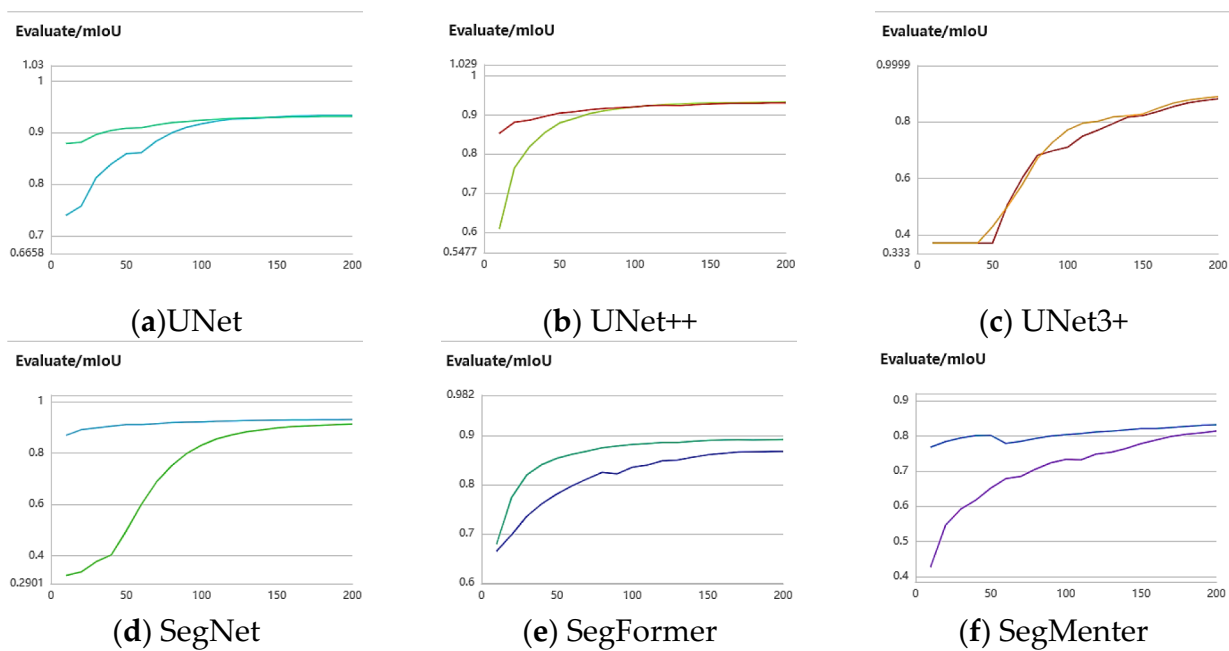 Evaluate/mIoU
1.03
1
0.9
0.8
0.7
0.6658
0 50 100 150 200
(a)UNet
Evaluate/mIoU
1.029
1
0.9
0.8
0.7
0.6
0.5477
0 50 100 150 200
(b) UNet++
Evaluate/mIoU
0.9999
0.8
0.6
0.4
0.333
0 50 100 150 200
(c) UNet3+
Evaluate/mIoU
1
0.8
0.6
0.4
0.2901
0 50 100 150 200
(d) SegNet
Evaluate/mIoU
0.982
0.9
0.8
0.7
0.6
0 50 100 150 200
(e) SegFormer
Evaluate/mIoU
0.9
0.8
0.7
0.6
0.5
0.4
0 50 100 150 200
(f) SegMenter